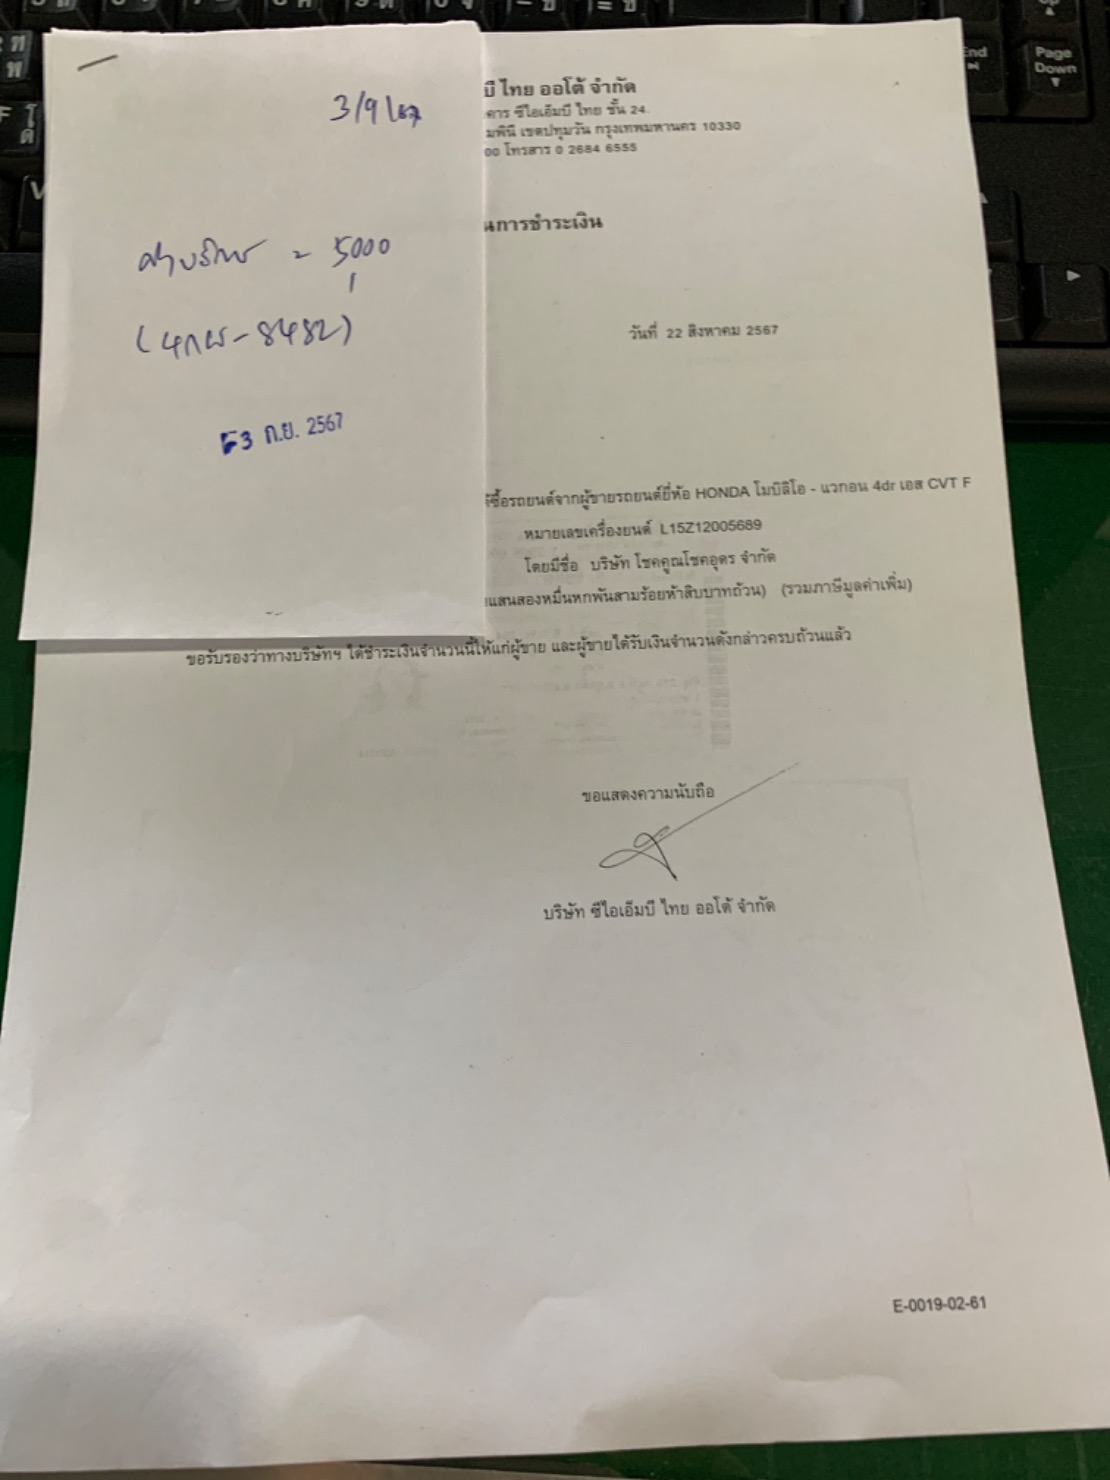 3/9/67
ค่าบริการ = 5000
(4กผ-8482)
3 ก.ย. 2567
บี ไทย ออโต้ จำกัด
คาร ซีไอเอ็มบี ไทย ชั้น 24.
มพินี เขตปทุมวัน กรุงเทพมหานคร 10330
00 โทรสาร 0 2684 6555
นการชำระเงิน
วันที่ 22 สิงหาคม 2567
ซื้อรถยนต์จากผู้ขายรถยนต์ยี่ห้อ HONDA โมบิลิโอ - แวกอน 4dr เอส CVT F
หมายเลขเครื่องยนต์ L15Z12005689
โดยมีชื่อ บริษัท โชคคูณโชคอุดร จำกัด
แสนสองหมื่นหกพันสามร้อยห้าสิบบาทถ้วน) (รวมภาษีมูลค่าเพิ่ม)
ขอรับรองว่าทางบริษัทฯ ได้ชำระเงินจำนวนนี้ให้แก่ผู้ขาย และผู้ขายได้รับเงินจำนวนดังกล่าวครบถ้วนแล้ว
ขอแสดงความนับถือ
บริษัท ซีไอเอ็มบี ไทย ออโต้ จำกัด
E-0019-02-61
End
Page
Down